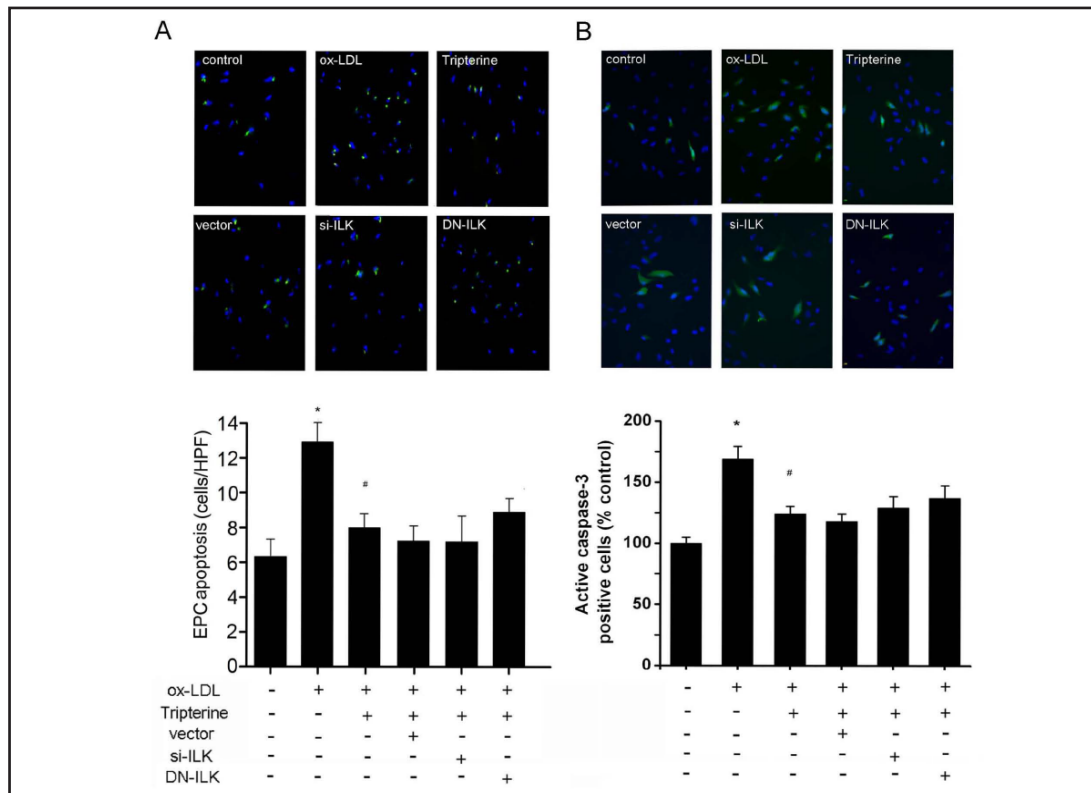 A
control
ox-LDL
Tripterine
vector
si-ILK
DN-ILK
EPC apoptosis (cells/HPF)
14
12
10
8
6
4
2
0
*
#
ox-LDL - + + + + +
Tripterine - - + + + +
vector - - - + - -
si-ILK - - - - + -
DN-ILK - - - - - +
B
control
ox-LDL
Tripterine
vector
si-ILK
DN-ILK
Active caspase-3
positive cells (% control)
200
150
100
50
0
*
#
- + + + + +
- - + + + +
- - - + - -
- - - - + -
- - - - - +